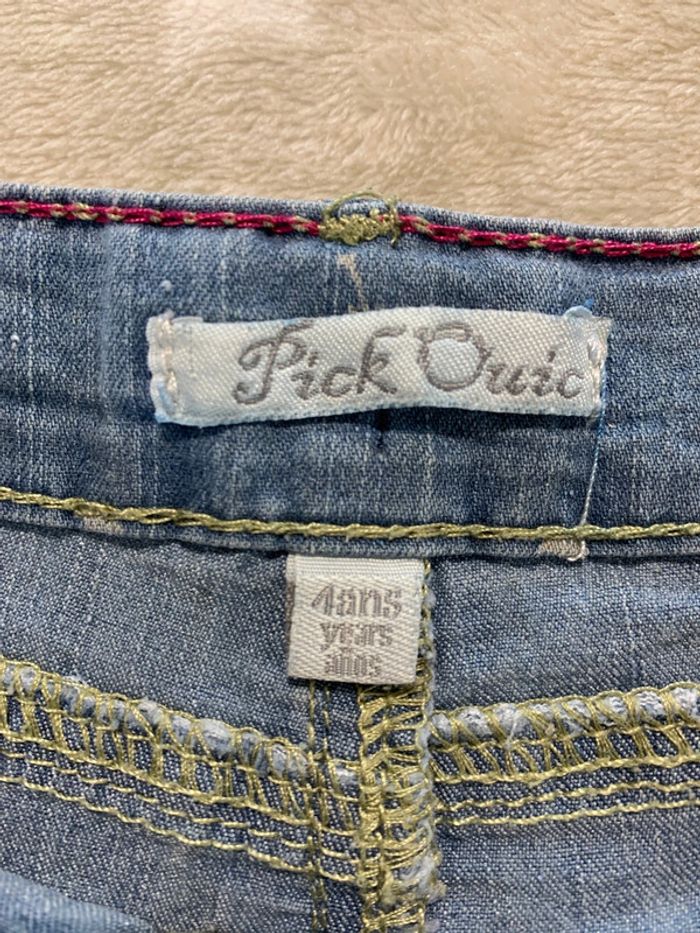 Pick Ouic
4ans
years
años